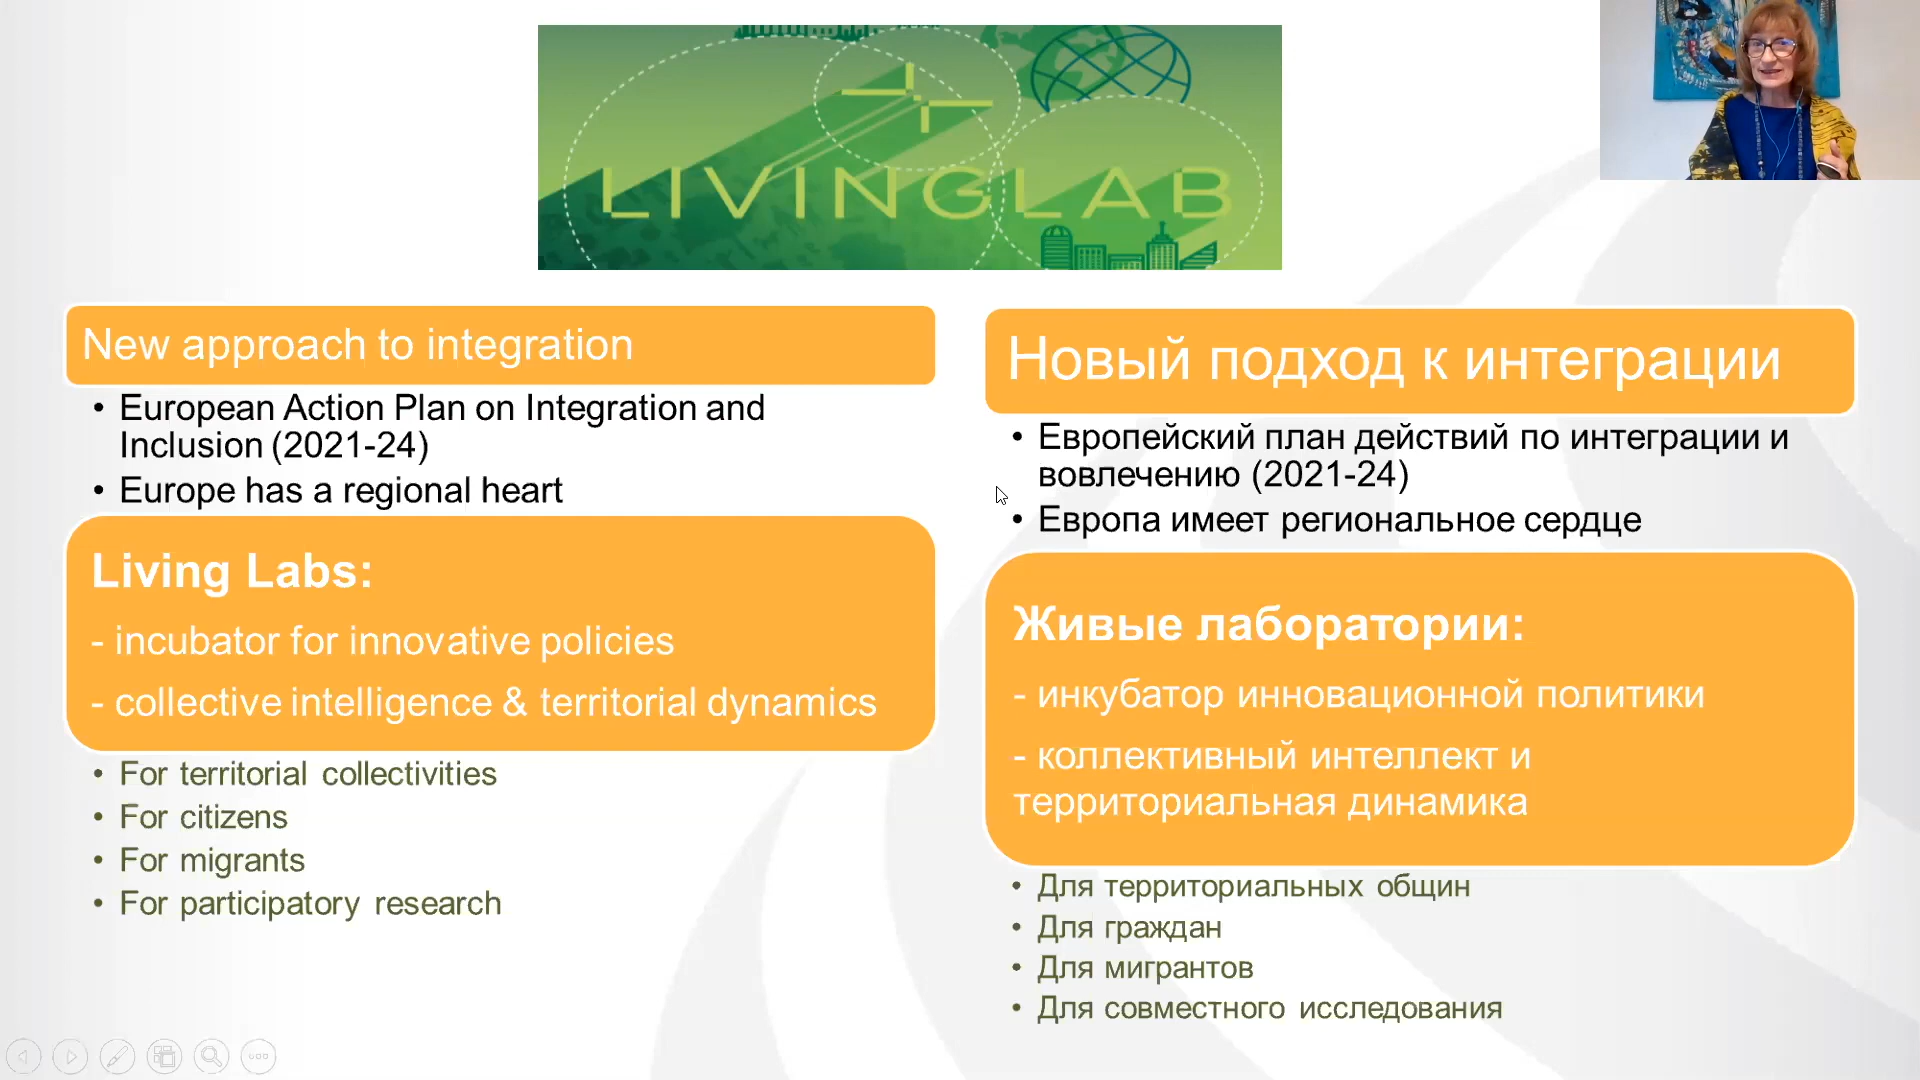 LIVINGLAB
New approach to integration
• European Action Plan on Integration and
Inclusion (2021-24)
• Europe has a regional heart
Living Labs:
- incubator for innovative policies
- collective intelligence & territorial dynamics
• For territorial collectivities
• For citizens
• For migrants
• For participatory research
Новый подход к интеграции
• Европейский план действий по интеграции и
вовлечению (2021-24)
• Европа имеет региональное сердце
Живые лаборатории:
- инкубатор инновационной политики
- коллективный интеллект и
территориальная динамика
• Для территориальных общин
• Для граждан
• Для мигрантов
• Для совместного исследования